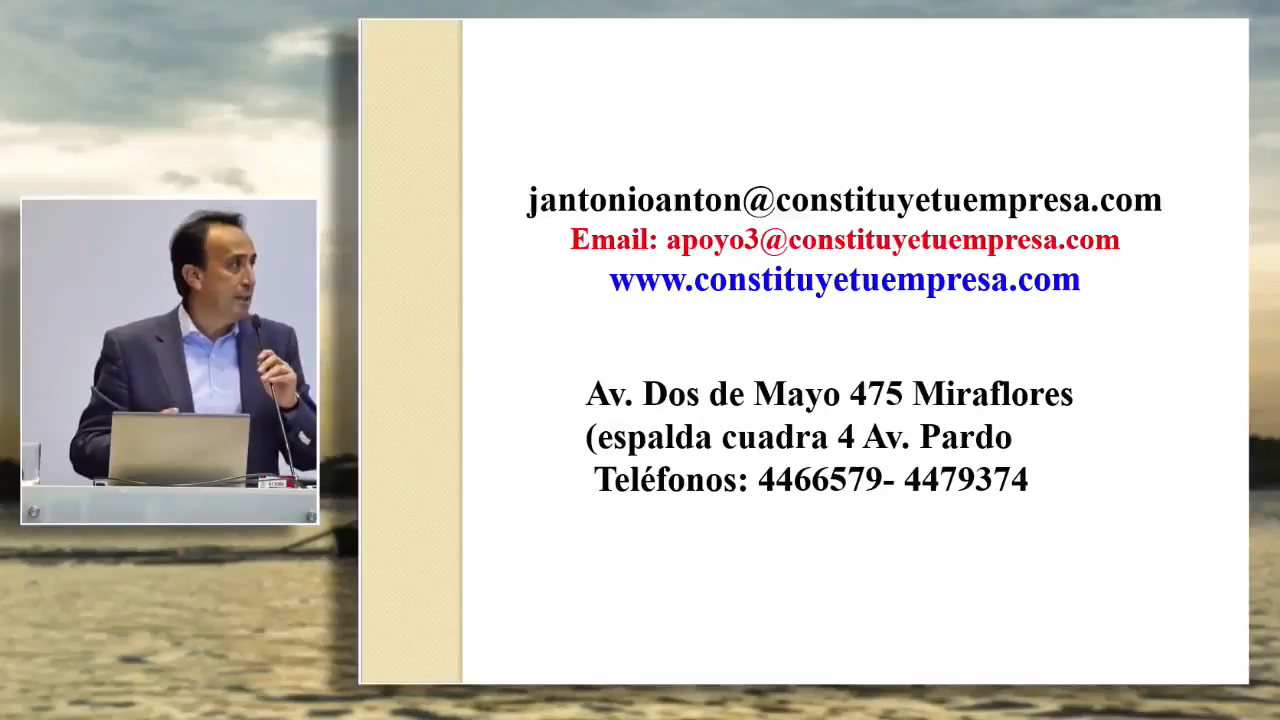 jantonioanton@constituyetuempresa.com
Email: apoyo3@constituyetuempresa.com
www.constituyetuempresa.com
Av. Dos de Mayo 475 Miraflores
(espalda cuadra 4 Av. Pardo
Teléfonos: 4466579- 4479374